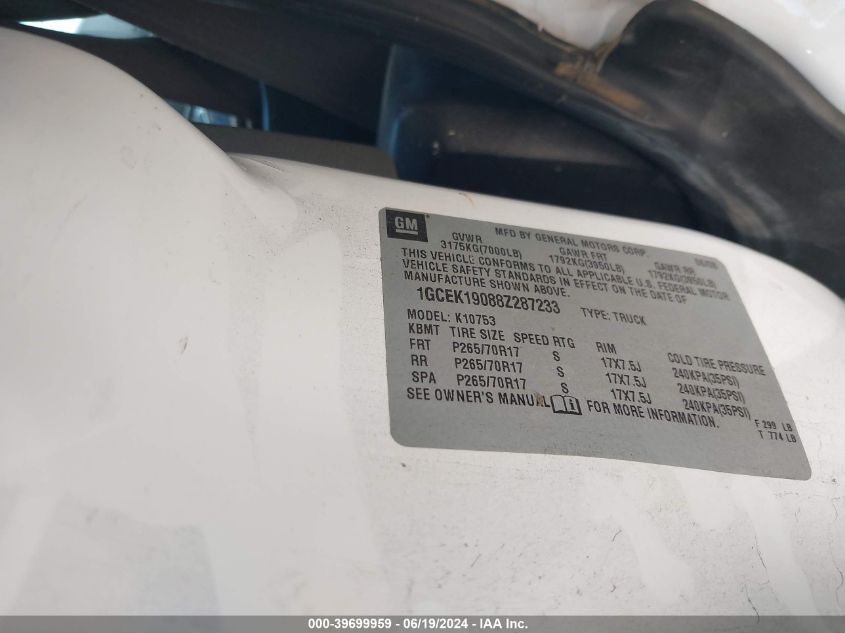 GM
MFD BY GENERAL MOTORS CORP. 06/08
GVWR GAWR FRT GAWR RR
3175KG(7000LB) 1792KG(3950LB) 1792KG(3950LB)
THIS VEHICLE CONFORMS TO ALL APPLICABLE U.S. FEDERAL MOTOR
VEHICLE SAFETY STANDARDS IN EFFECT ON THE DATE OF
MANUFACTURE SHOWN ABOVE.
1GCEK19088Z287233 TYPE: TRUCK
MODEL: K10753
KBMT TIRE SIZE SPEED RTG RIM COLD TIRE PRESSURE
FRT P265/70R17 S 17X7.5J 240KPA(35PSI)
RR P265/70R17 S 17X7.5J 240KPA(35PSI)
SPA P265/70R17 S 17X7.5J 240KPA(35PSI)
SEE OWNER'S MANUAL FOR MORE INFORMATION.
F 299 LB
T 774 LB
000-39699959 - 06/19/2024 - IAA Inc.